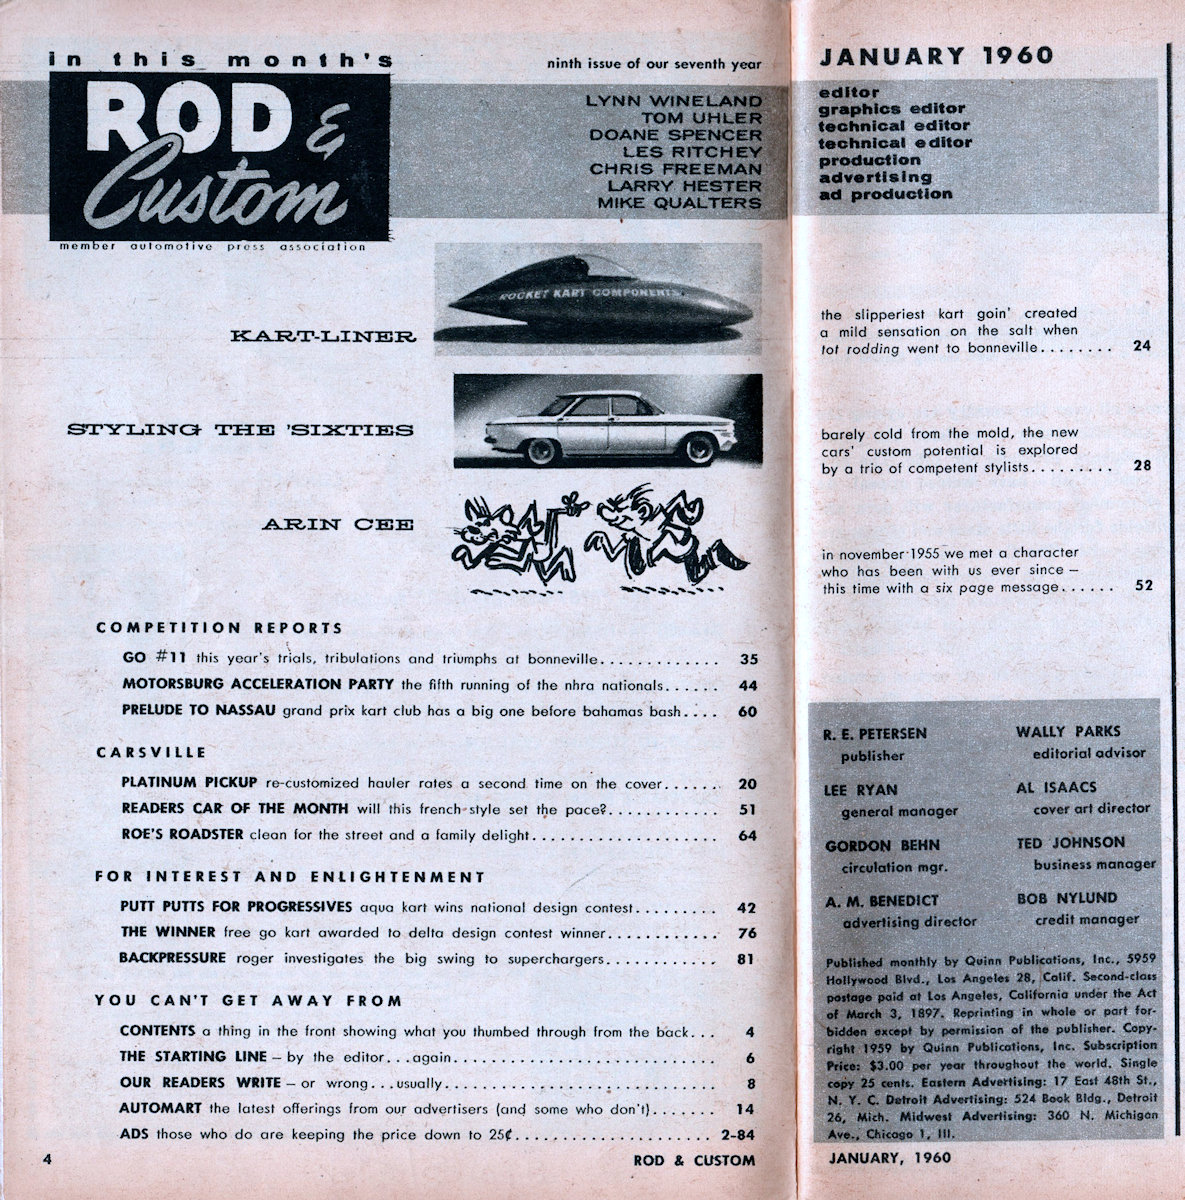 in this month's
ROD &
Custom
member automotive press association
ninth issue of our seventh year
JANUARY 1960
LYNN WINELAND editor
TOM UHLER graphics editor
DOANE SPENCER technical editor
LES RITCHEY technical editor
CHRIS FREEMAN production
LARRY HESTER advertising
MIKE QUALTERS ad production
ROCKET KART COMPONENTS
KART-LINER
the slipperiest kart goin' created
a mild sensation on the salt when
tot rodding went to bonneville........ 24
STYLING THE 'SIXTIES
barely cold from the mold, the new
cars' custom potential is explored
by a trio of competent stylists......... 28
ARIN CEE
in november 1955 we met a character
who has been with us ever since –
this time with a six page message...... 52
COMPETITION REPORTS
GO #11 this year's trials, tribulations and triumphs at bonneville............. 35
MOTORSBURG ACCELERATION PARTY the fifth running of the nhra nationals...... 44
PRELUDE TO NASSAU grand prix kart club has a big one before bahamas bash.... 60
CARSVILLE
PLATINUM PICKUP re-customized hauler rates a second time on the cover...... 20
READERS CAR OF THE MONTH will this french style set the pace?............ 51
ROE'S ROADSTER clean for the street and a family delight.................... 64
FOR INTEREST AND ENLIGHTENMENT
PUTT PUTTS FOR PROGRESSIVES aqua kart wins national design contest......... 42
THE WINNER free go kart awarded to delta design contest winner............ 76
BACKPRESSURE roger investigates the big swing to superchargers............ 81
YOU CAN'T GET AWAY FROM
CONTENTS a thing in the front showing what you thumbed through from the back... 4
THE STARTING LINE – by the editor...again............................. 6
OUR READERS WRITE – or wrong...usually.............................. 8
AUTOMART the latest offerings from our advertisers (and some who don't)....... 14
ADS those who do are keeping the price down to 25¢...................... 2-84
4
ROD & CUSTOM
R. E. PETERSEN
publisher
WALLY PARKS
editorial advisor
LEE RYAN
general manager
AL ISAACS
cover art director
GORDON BEHN
circulation mgr.
TED JOHNSON
business manager
A. M. BENEDICT
advertising director
BOB NYLUND
credit manager
Published monthly by Quinn Publications, Inc., 5959
Hollywood Blvd., Los Angeles 28, Calif. Second-class
postage paid at Los Angeles, California under the Act
of March 3, 1897. Reprinting in whole or part for-
bidden except by permission of the publisher. Copy-
right 1959 by Quinn Publications, Inc. Subscription
Price: $3.00 per year throughout the world. Single
copy 25 cents. Eastern Advertising: 17 East 48th St.,
N. Y. C. Detroit Advertising: 524 Book Bldg., Detroit
26, Mich. Midwest Advertising: 360 N. Michigan
Ave., Chicago 1, Ill.
JANUARY, 1960